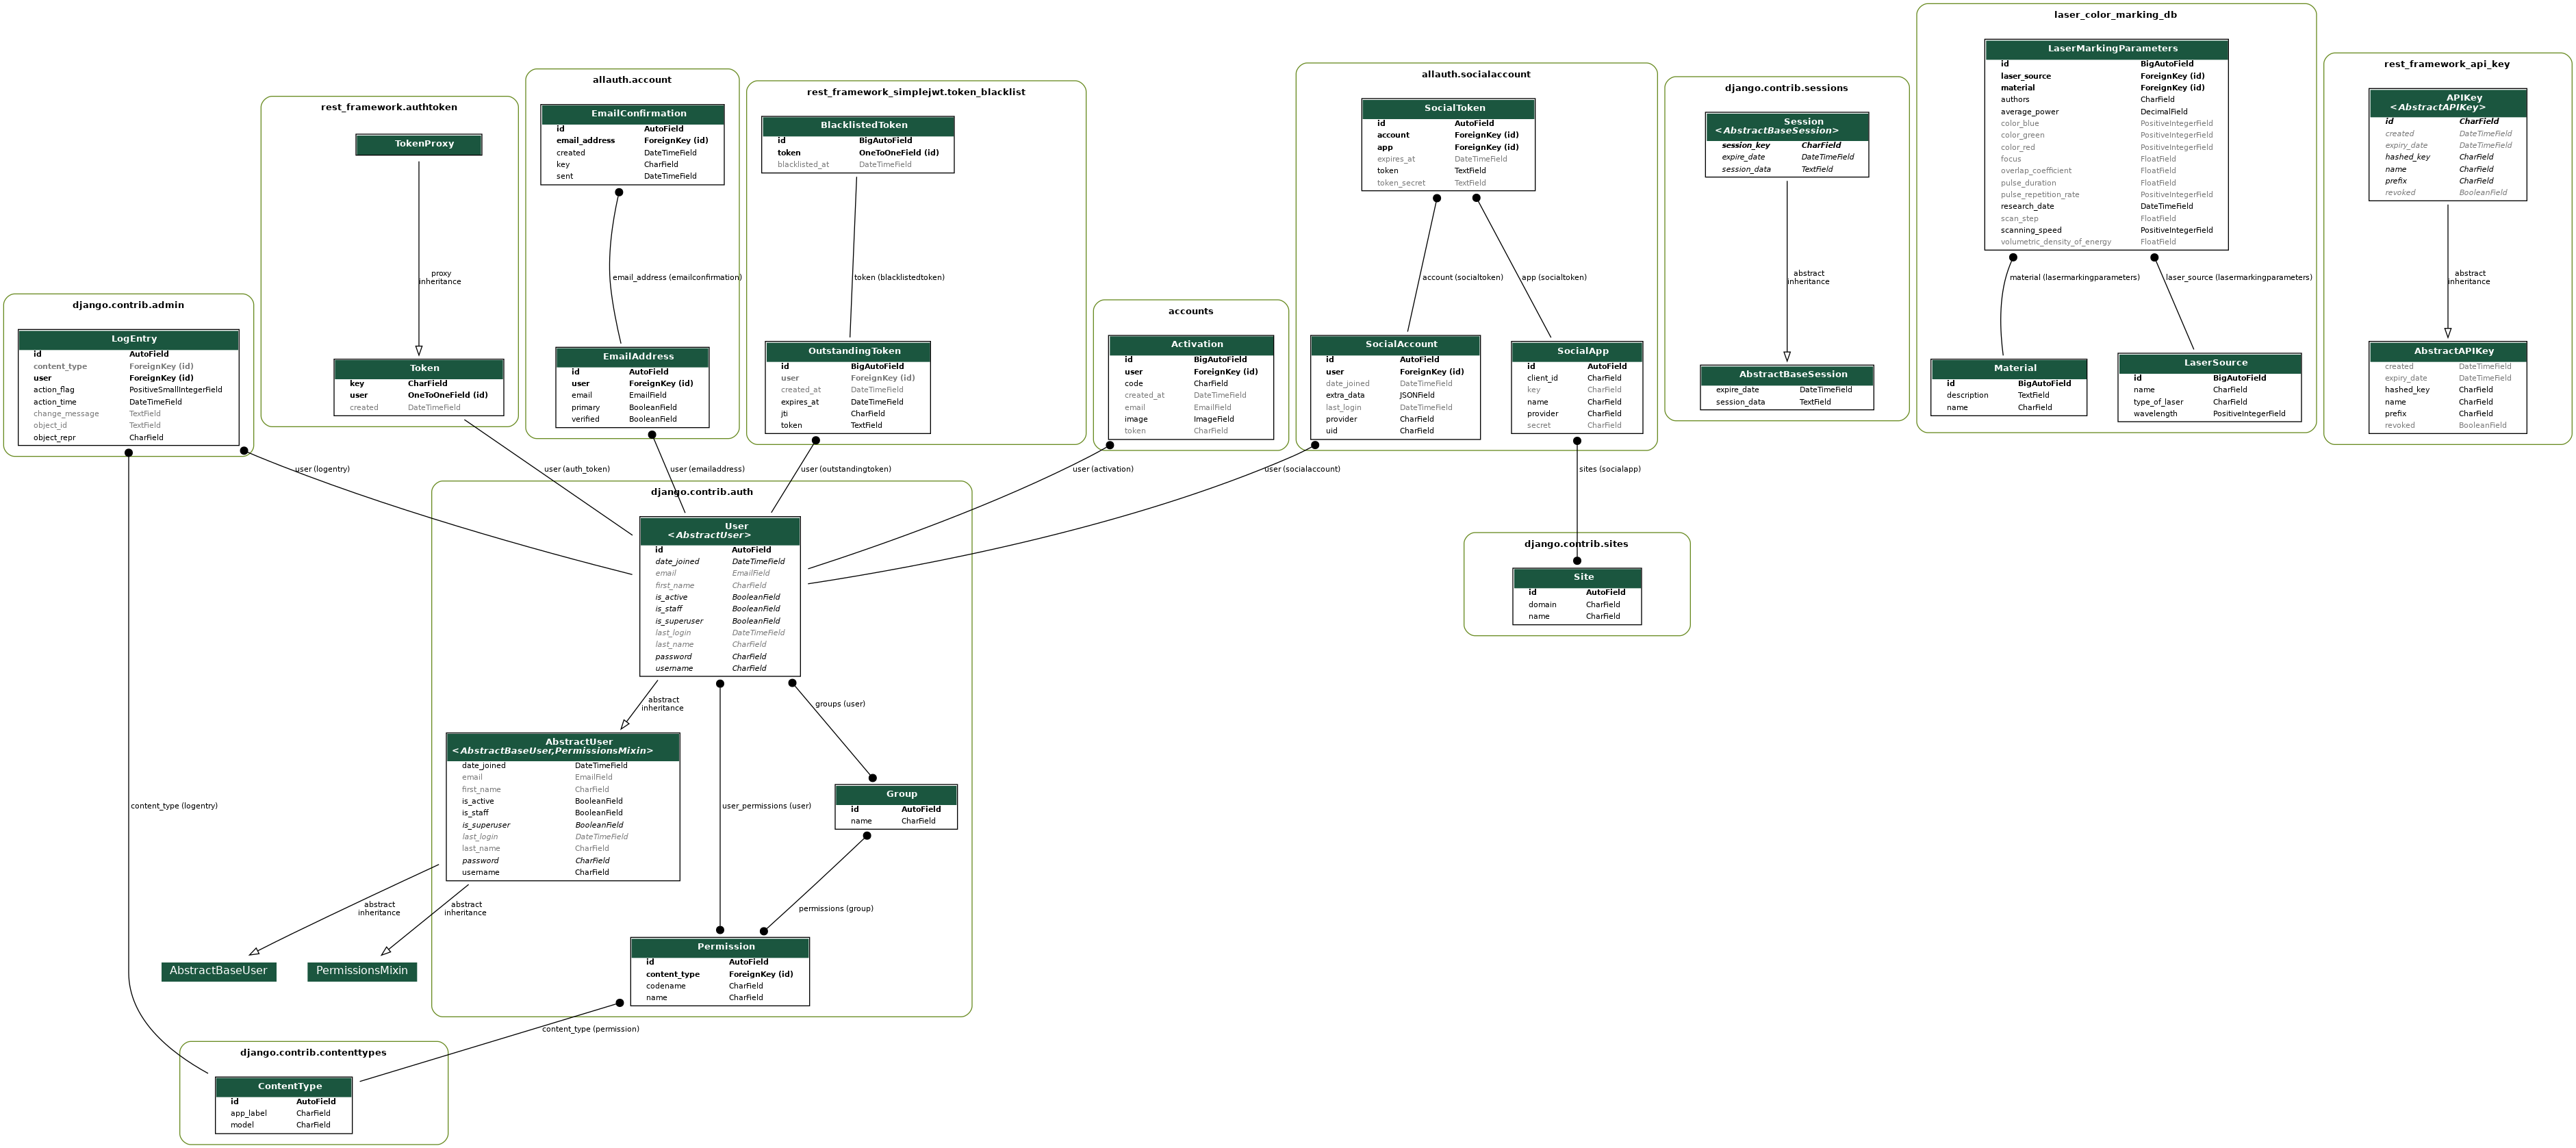 django.contrib.admin
LogEntry
id AutoField
content_type ForeignKey (id)
user ForeignKey (id)
action_flag PositiveSmallIntegerField
action_time DateTimeField
change_message TextField
object_id TextField
object_repr CharField
rest_framework.authtoken
TokenProxy
proxy
inheritance
Token
key CharField
user OneToOneField (id)
created DateTimeField
allauth.account
EmailConfirmation
id AutoField
email_address ForeignKey (id)
created DateTimeField
key CharField
sent DateTimeField
email_address (emailconfirmation)
EmailAddress
id AutoField
user ForeignKey (id)
email EmailField
primary BooleanField
verified BooleanField
rest_framework_simplejwt.token_blacklist
BlacklistedToken
id BigAutoField
token OneToOneField (id)
blacklisted_at DateTimeField
token (blacklistedtoken)
OutstandingToken
id BigAutoField
user ForeignKey (id)
created_at DateTimeField
expires_at DateTimeField
jti CharField
token TextField
accounts
Activation
id BigAutoField
user ForeignKey (id)
code CharField
created_at DateTimeField
email EmailField
image ImageField
token CharField
allauth.socialaccount
SocialToken
id AutoField
account ForeignKey (id)
app ForeignKey (id)
expires_at DateTimeField
token TextField
token_secret TextField
account (socialtoken)
app (socialtoken)
SocialAccount
id AutoField
user ForeignKey (id)
date_joined DateTimeField
extra_data JSONField
last_login DateTimeField
provider CharField
uid CharField
SocialApp
id AutoField
client_id CharField
key CharField
name CharField
provider CharField
secret CharField
django.contrib.sessions
Session
<AbstractBaseSession>
session_key CharField
expire_date DateTimeField
session_data TextField
abstract
inheritance
AbstractBaseSession
expire_date DateTimeField
session_data TextField
laser_color_marking_db
LaserMarkingParameters
id BigAutoField
laser_source ForeignKey (id)
material ForeignKey (id)
authors CharField
average_power DecimalField
color_blue PositiveIntegerField
color_green PositiveIntegerField
color_red PositiveIntegerField
focus FloatField
overlap_coefficient FloatField
pulse_duration FloatField
pulse_repetition_rate PositiveIntegerField
research_date DateTimeField
scan_step FloatField
scanning_speed PositiveIntegerField
volumetric_density_of_energy FloatField
material (lasermarkingparameters)
laser_source (lasermarkingparameters)
Material
id BigAutoField
description TextField
name CharField
LaserSource
id BigAutoField
name CharField
type_of_laser CharField
wavelength PositiveIntegerField
rest_framework_api_key
APIKey
<AbstractAPIKey>
id CharField
created DateTimeField
expiry_date DateTimeField
hashed_key CharField
name CharField
prefix CharField
revoked BooleanField
abstract
inheritance
AbstractAPIKey
created DateTimeField
expiry_date DateTimeField
hashed_key CharField
name CharField
prefix CharField
revoked BooleanField
user (logentry)
user (auth_token)
user (emailaddress)
user (outstandingtoken)
user (activation)
user (socialaccount)
sites (socialapp)
django.contrib.auth
User
<AbstractUser>
id AutoField
date_joined DateTimeField
email EmailField
first_name CharField
is_active BooleanField
is_staff BooleanField
is_superuser BooleanField
last_login DateTimeField
last_name CharField
password CharField
username CharField
django.contrib.sites
Site
id AutoField
domain CharField
name CharField
abstract
inheritance
groups (user)
AbstractUser
<AbstractBaseUser,PermissionsMixin>
date_joined DateTimeField
email EmailField
first_name CharField
is_active BooleanField
is_staff BooleanField
is_superuser BooleanField
last_login DateTimeField
last_name CharField
password CharField
username CharField
content_type (logentry)
user_permissions (user)
Group
id AutoField
name CharField
abstract
inheritance
abstract
inheritance
permissions (group)
AbstractBaseUser
PermissionsMixin
Permission
id AutoField
content_type ForeignKey (id)
codename CharField
name CharField
content_type (permission)
django.contrib.contenttypes
ContentType
id AutoField
app_label CharField
model CharField